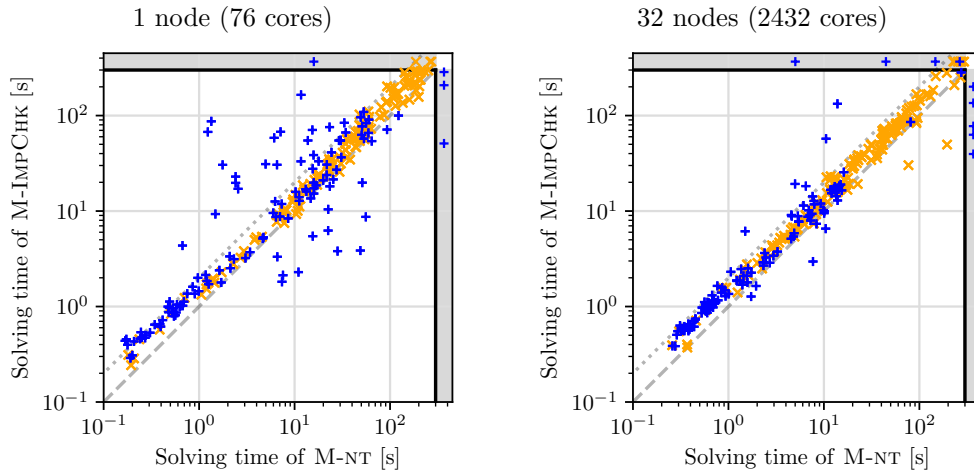 1 node (76 cores)
Solving time of M-IMPCHK [s]
10^2
10^1
10^0
10^-1
10^-1 10^0 10^1 10^2
Solving time of M-NT [s]
32 nodes (2432 cores)
Solving time of M-IMPCHK [s]
10^2
10^1
10^0
10^-1
10^-1 10^0 10^1 10^2
Solving time of M-NT [s]